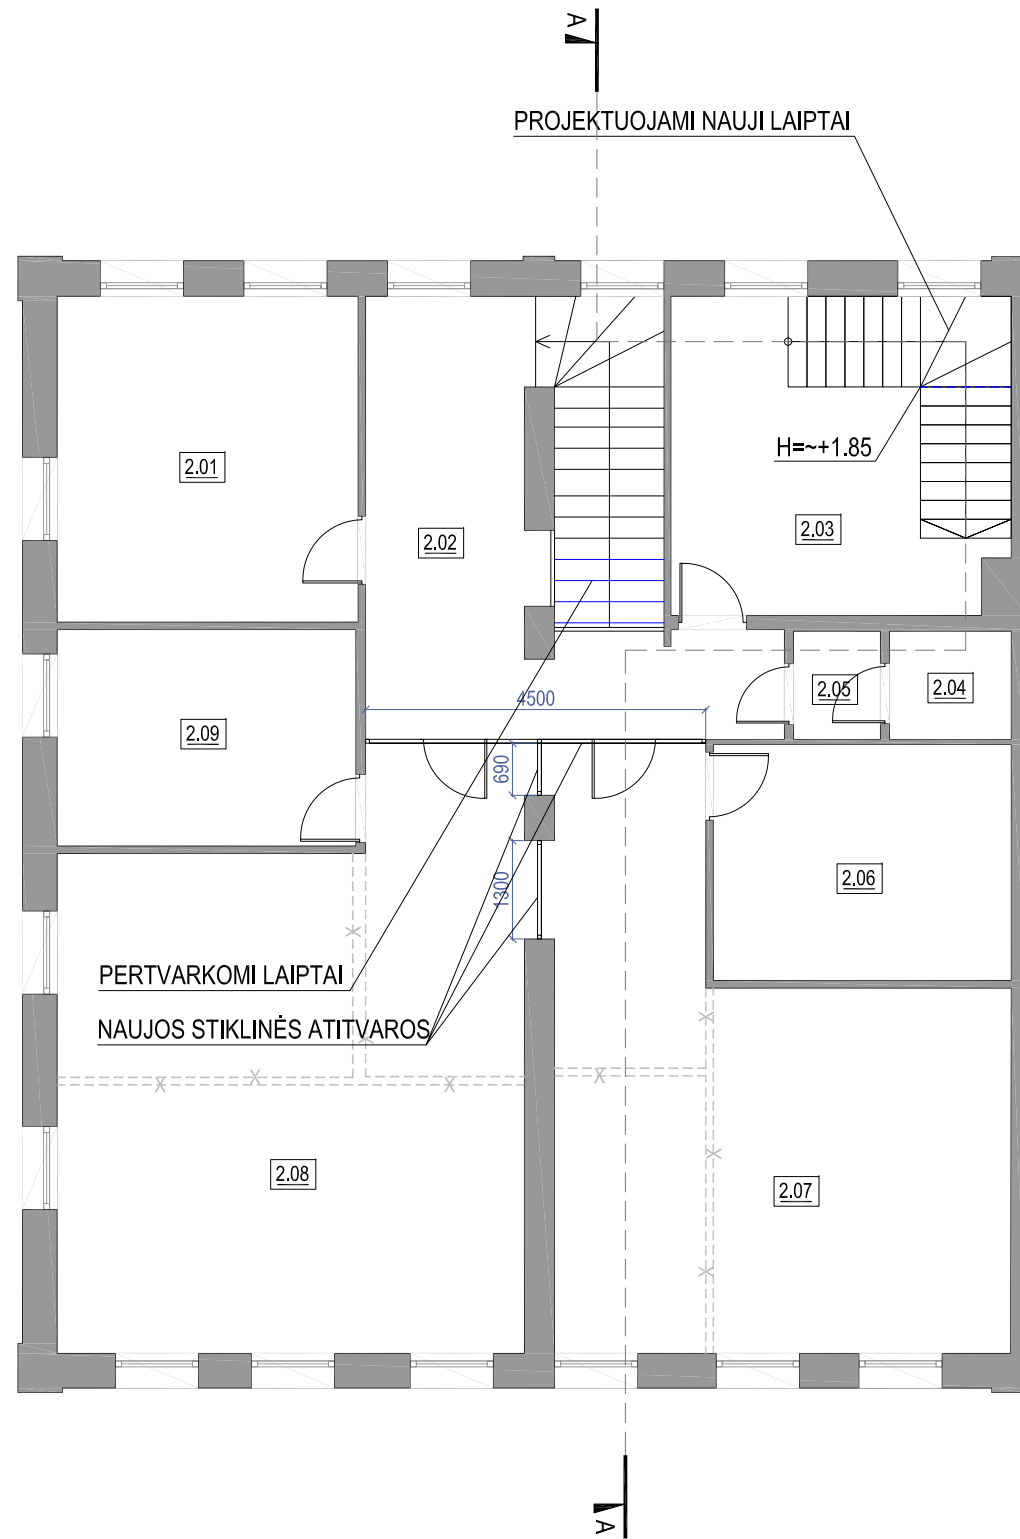 A
PROJEKTUOJAMI NAUJI LAIPTAI
H=~+1.85
2.01
2.02
2.03
2.05
2.04
4500
2.09
690
2.06
1300
PERTVARKOMI LAIPTAI
NAUJOS STIKLINĖS ATITVAROS
X
X
X
X
X
X
X
X
X
2.08
2.07
A